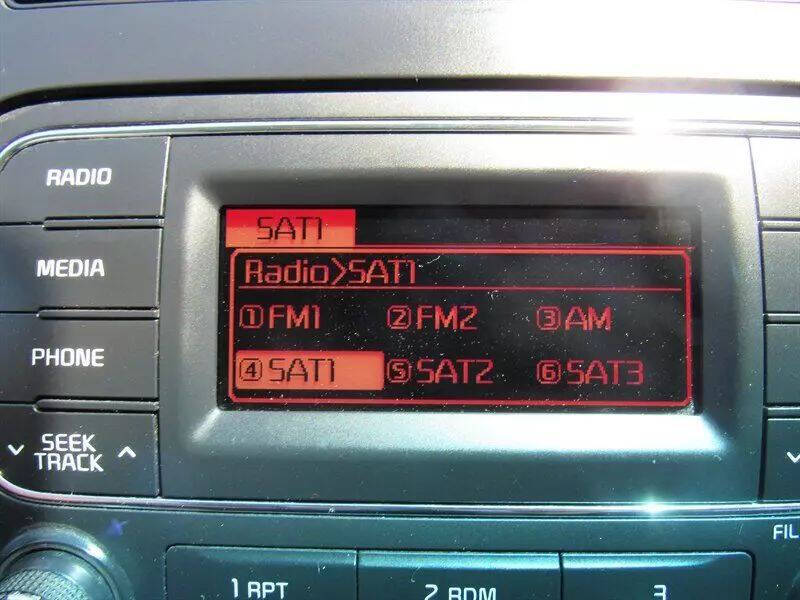 RADIO
MEDIA
PHONE
SEEK
TRACK
SAT1
Radio>SAT1
①FM1 ②FM2 ③AM
④SAT1 ⑤SAT2 ⑥SAT3
FIL
1 RPT 2 RDM 3